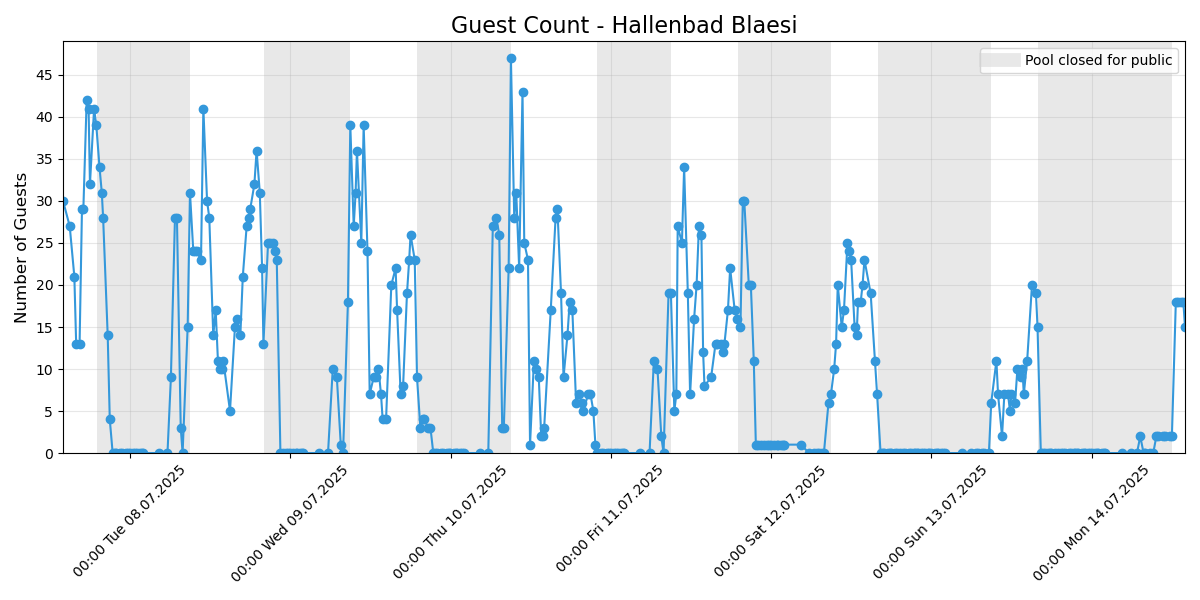 Guest Count - Hallenbad Blaesi
Pool closed for public
Number of Guests
45
40
35
30
25
20
15
10
5
0
00:00 Tue 08.07.2025
00:00 Wed 09.07.2025
00:00 Thu 10.07.2025
00:00 Fri 11.07.2025
00:00 Sat 12.07.2025
00:00 Sun 13.07.2025
00:00 Mon 14.07.2025